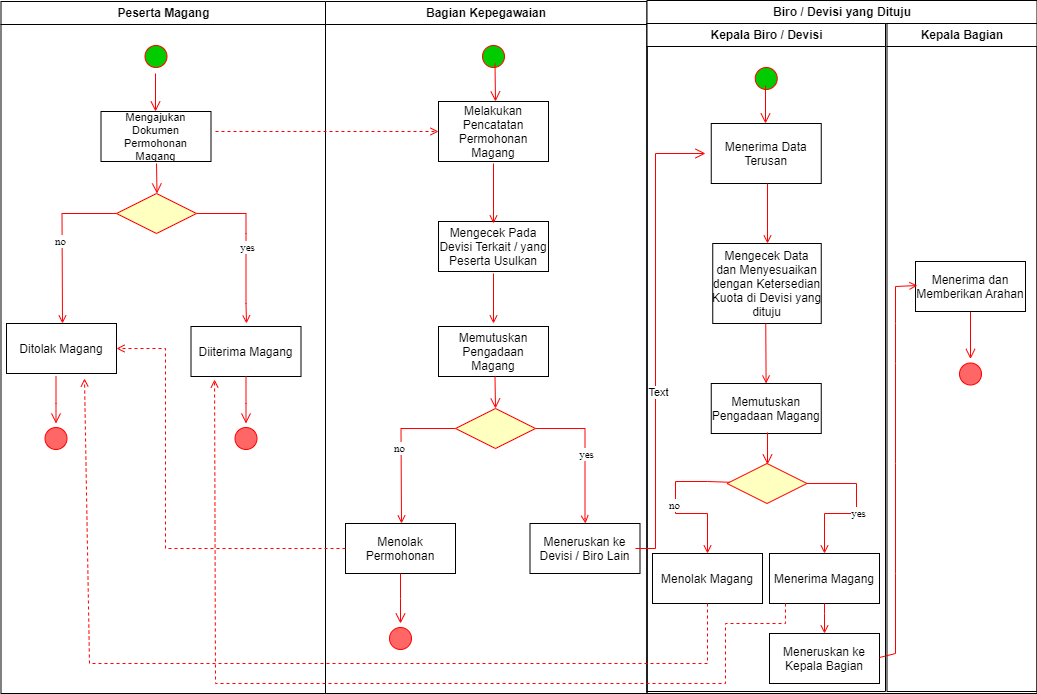 Peserta Magang
Bagian Kepegawaian
Biro / Devisi yang Dituju
Kepala Biro / Devisi
Kepala Bagian
Mengajukan
Dokumen
Permohonan
Magang
no
yes
Ditolak Magang
Diiterima Magang
Melakukan
Pencatatan
Permohonan
Magang
Mengecek Pada
Devisi Terkait / yang
Peserta Usulkan
Memutuskan
Pengadaan
Magang
no
yes
Menolak
Permohonan
Meneruskan ke
Devisi / Biro Lain
Text
Menerima Data
Terusan
Mengecek Data
dan Menyesuaikan
dengan Ketersedian
Kuota di Devisi yang
dituju
Memutuskan
Pengadaan Magang
no
yes
Menolak Magang
Menerima Magang
Meneruskan ke
Kepala Bagian
Menerima dan
Memberikan Arahan